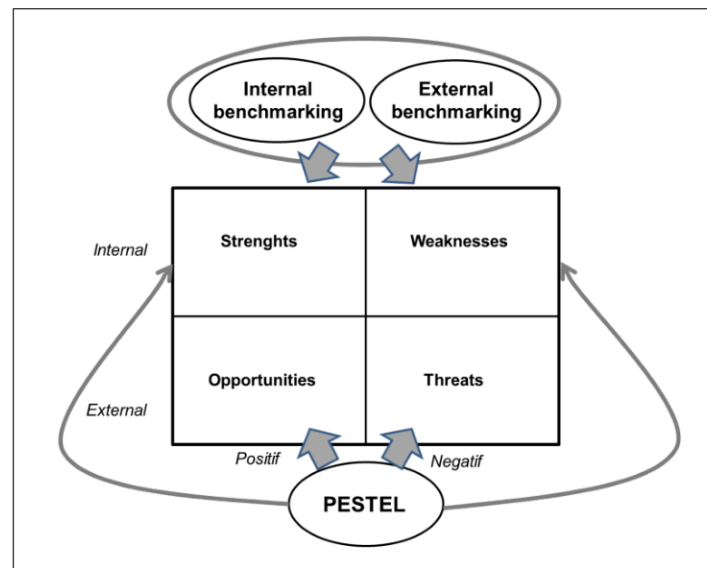 Internal
benchmarking
External
benchmarking
Internal
Strenghts
Weaknesses
Opportunities
Threats
External
Positif
Negatif
PESTEL